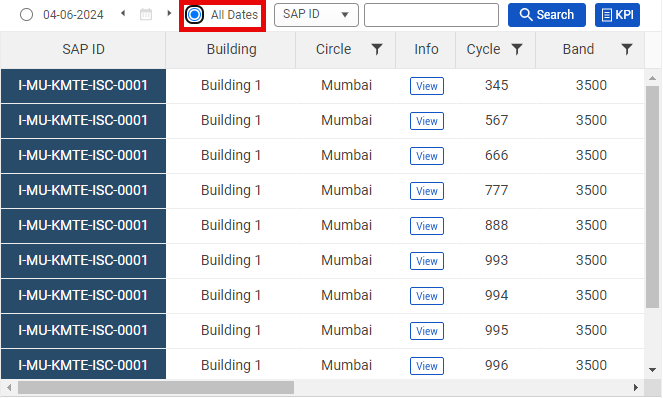 04-06-2024 All Dates SAP ID Search KPI
SAP ID Building Circle Info Cycle Band
I-MU-KMTE-ISC-0001 Building 1 Mumbai View 345 3500
I-MU-KMTE-ISC-0001 Building 1 Mumbai View 567 3500
I-MU-KMTE-ISC-0001 Building 1 Mumbai View 666 3500
I-MU-KMTE-ISC-0001 Building 1 Mumbai View 777 3500
I-MU-KMTE-ISC-0001 Building 1 Mumbai View 888 3500
I-MU-KMTE-ISC-0001 Building 1 Mumbai View 993 3500
I-MU-KMTE-ISC-0001 Building 1 Mumbai View 994 3500
I-MU-KMTE-ISC-0001 Building 1 Mumbai View 995 3500
I-MU-KMTE-ISC-0001 Building 1 Mumbai View 996 3500